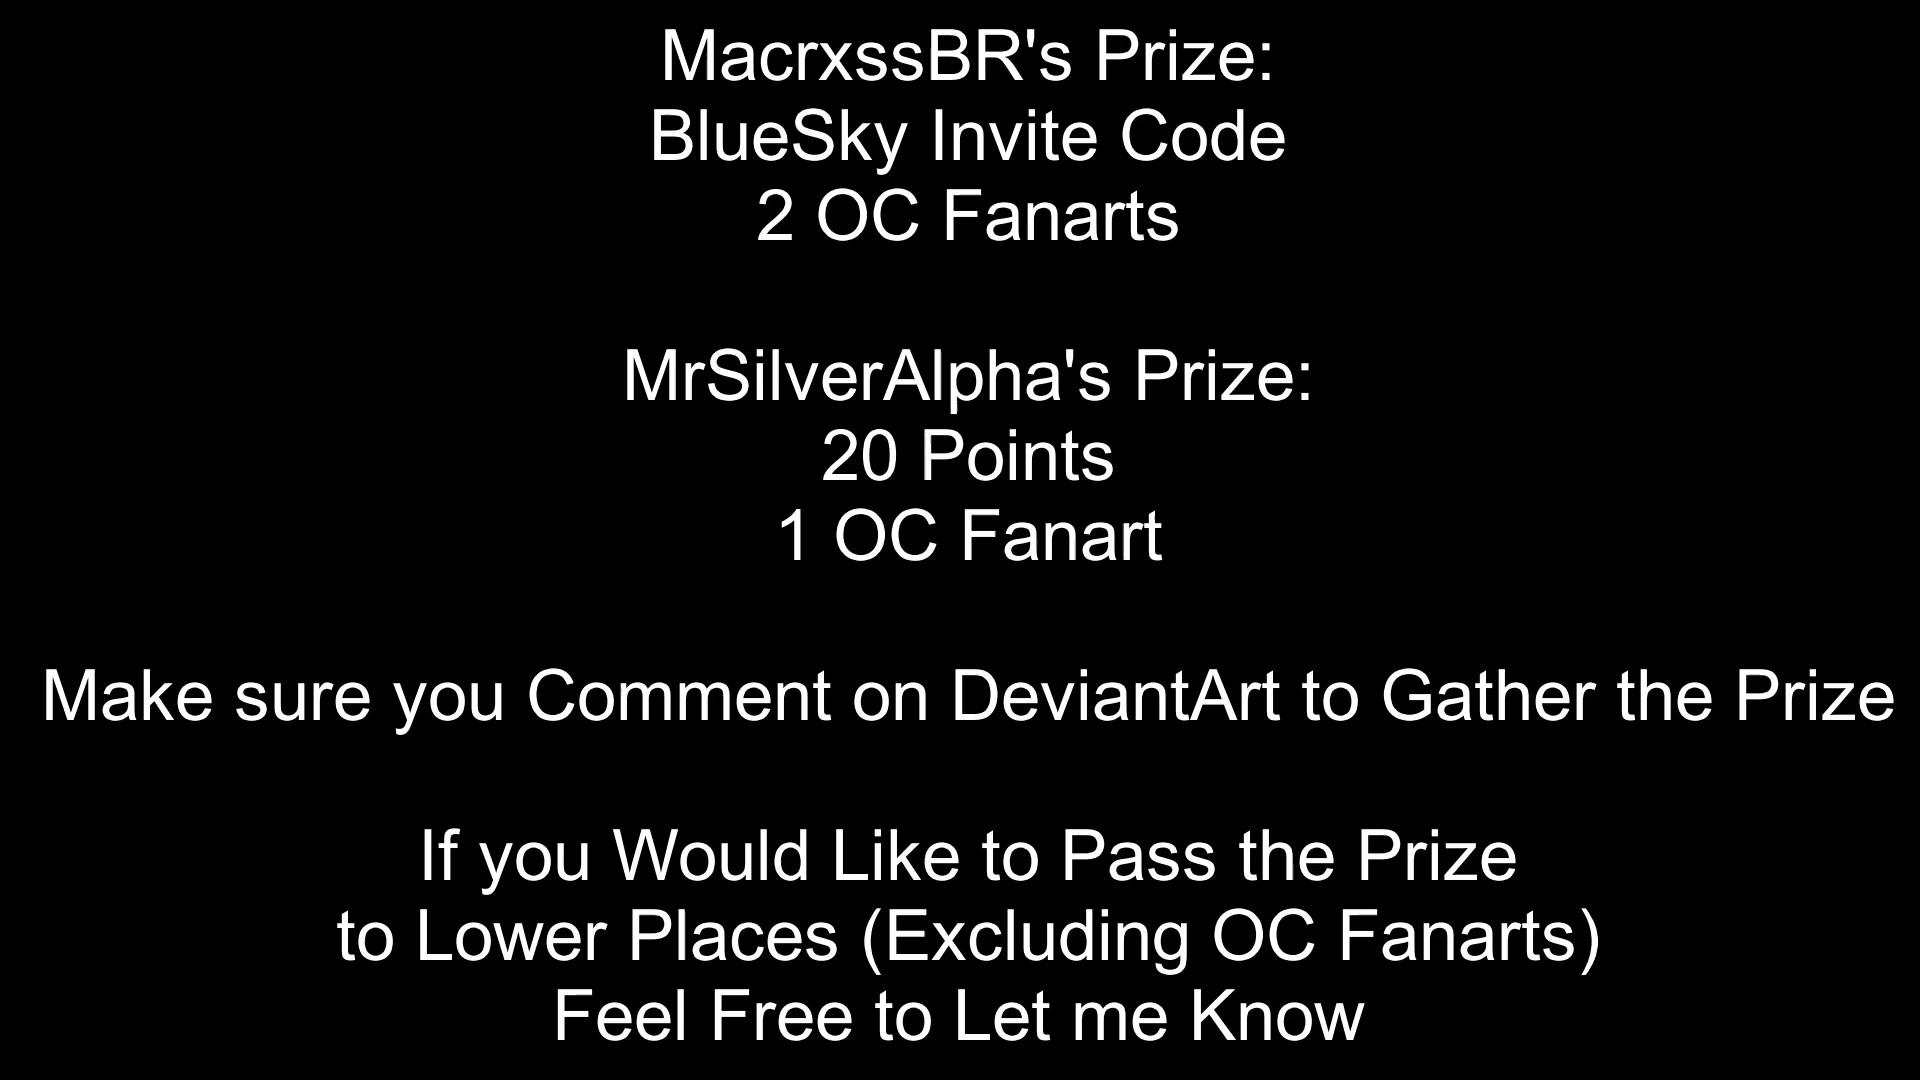 MacrxssBR's Prize:
BlueSky Invite Code
2 OC Fanarts
MrSilverAlpha's Prize:
20 Points
1 OC Fanart
Make sure you Comment on DeviantArt to Gather the Prize
If you Would Like to Pass the Prize
to Lower Places (Excluding OC Fanarts)
Feel Free to Let me Know